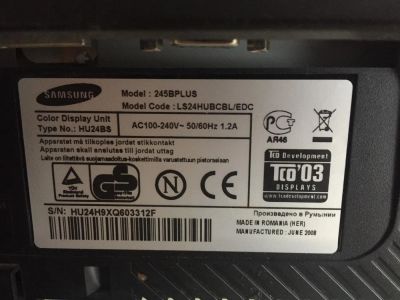 SAMSUNG
Model : 245BPLUS
Model Code : LS24HUBCBL/EDC
Color Display Unit
Type No.: HU24BS
AC100-240V~ 50/60Hz 1.2A
Apparatet må tilkoples jordet stikkontakt
Apparaten skall anslutas till jordat uttag
Laite on liitettävä suojamaadoitus-koskettimilla varustettuun pistorasiaan
AR46
TCO Development
TCO'03
DISPLAYS
www.tcodevelopment.com
S/N: HU24H9XQ603312F
Произведено в Румынии
MADE IN ROMANIA (HER)
MANUFACTURED : JUNE 2008